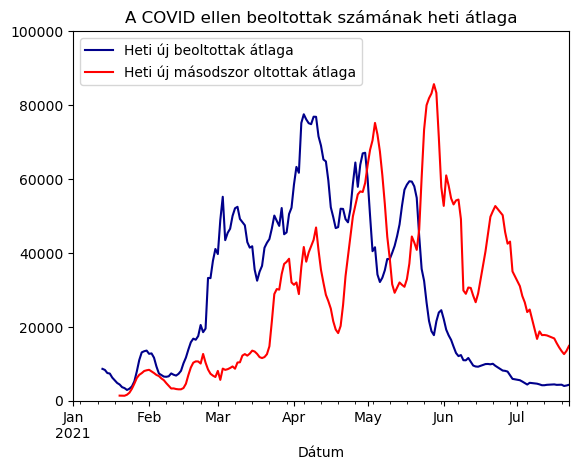 A COVID ellen beoltottak számának heti átlaga
Heti új beoltottak átlaga
Heti új másodszor oltottak átlaga
100000
80000
60000
40000
20000
0
Jan Feb Mar Apr May Jun Jul
2021
Dátum